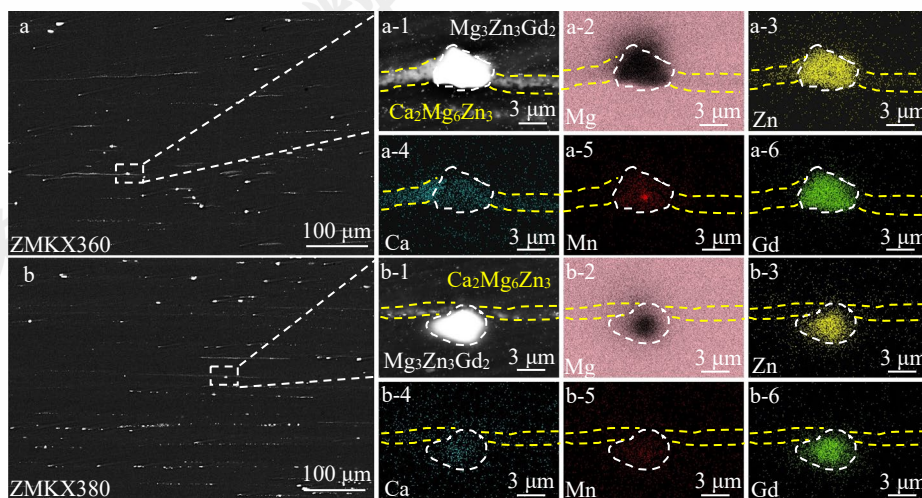 a
ZMKX360
100 μm
a-1
Mg₃Zn₃Gd₂
Ca₂Mg₆Zn₃
3 μm
a-2
Mg
3 μm
a-3
Zn
3 μm
a-4
Ca
3 μm
a-5
Mn
3 μm
a-6
Gd
3 μm
b
ZMKX380
100 μm
b-1
Ca₂Mg₆Zn₃
Mg₃Zn₃Gd₂
3 μm
b-2
Mg
3 μm
b-3
Zn
3 μm
b-4
Ca
3 μm
b-5
Mn
3 μm
b-6
Gd
3 μm